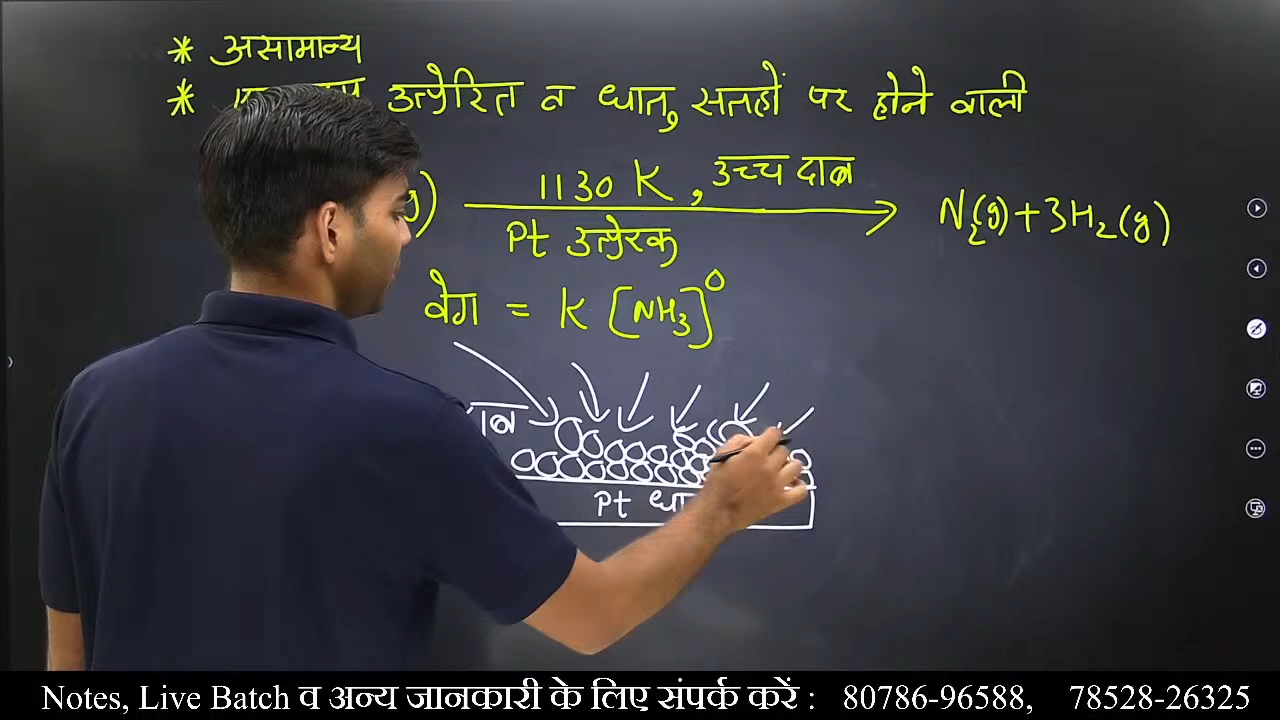 * असामान्य
* उत्प्रेरित व धातु सतहों पर होने वाली
g) 1130 K, उच्च दाब N₂(g)+3H₂(g)
Pt उत्प्रेरक
वेग = K [NH₃]⁰
दाब
Pt
Notes, Live Batch व अन्य जानकारी के लिए संपर्क करें : 80786-96588, 78528-26325